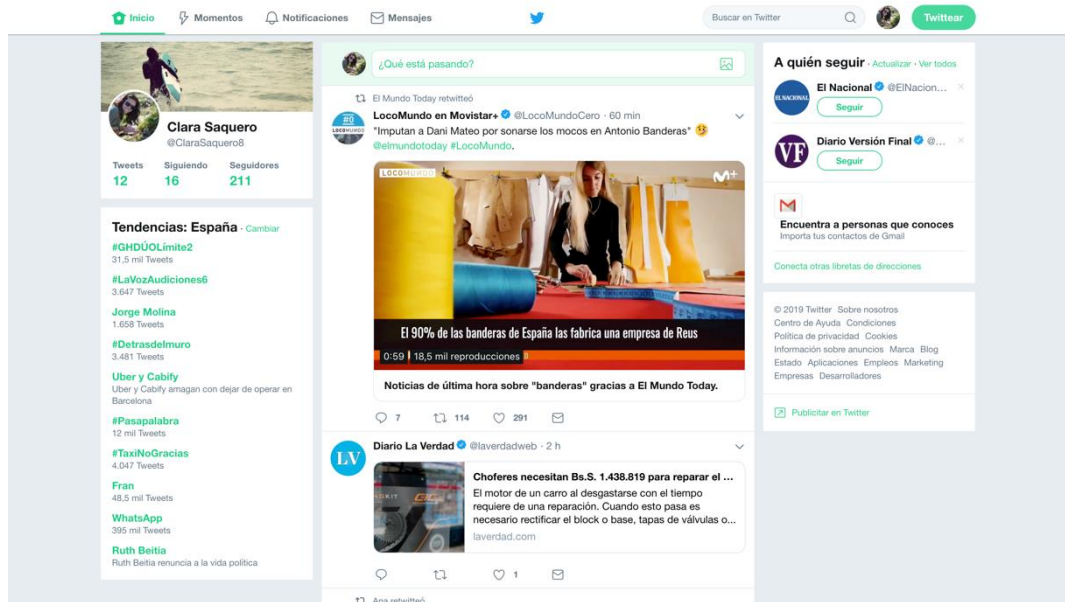 Inicio
Momentos
Notificaciones
Mensajes
Buscar en Twitter
Twittear
Clara Saquero
@ClaraSaquero8
Tweets Siguiendo Seguidores
12 16 211
Tendencias: España · Cambiar
#GHDÚOLímite2
31,5 mil Tweets
#LaVozAudiciones6
3.647 Tweets
Jorge Molina
1.658 Tweets
#Detrasdelmuro
3.481 Tweets
Uber y Cabify
Uber y Cabify amagan con dejar de operar en
Barcelona
#Pasapalabra
12 mil Tweets
#TaxiNoGracias
4.047 Tweets
Fran
48,5 mil Tweets
WhatsApp
395 mil Tweets
Ruth Beitia
Ruth Beitia renuncia a la vida política
¿Qué está pasando?
El Mundo Today retwitteó
#0
LOCOMUNDO
LocoMundo en Movistar+ @LocoMundoCero · 60 min
"Imputan a Dani Mateo por sonarse los mocos en Antonio Banderas"
@elmundotoday #LocoMundo.
LOCOMUNDO
M+
El 90% de las banderas de España las fabrica una empresa de Reus
0:59 18,5 mil reproducciones
Noticias de última hora sobre "banderas" gracias a El Mundo Today.
7 114 291
LV
Diario La Verdad @laverdadweb · 2 h
Choferes necesitan Bs.S. 1.438.819 para reparar el ...
El motor de un carro al desgastarse con el tiempo
requiere de una reparación. Cuando esto pasa es
necesario rectificar el block o base, tapas de válvulas o...
laverdad.com
1
Ana retwitteó
A quién seguir · Actualizar · Ver todos
EL NACIONAL
El Nacional @ElNacion...
Seguir
VF
Diario Versión Final @...
Seguir
Encuentra a personas que conoces
Importa tus contactos de Gmail
Conecta otras libretas de direcciones
© 2019 Twitter Sobre nosotros
Centro de Ayuda Condiciones
Política de privacidad Cookies
Información sobre anuncios Marca Blog
Estado Aplicaciones Empleos Marketing
Empresas Desarrolladores
Publicitar en Twitter